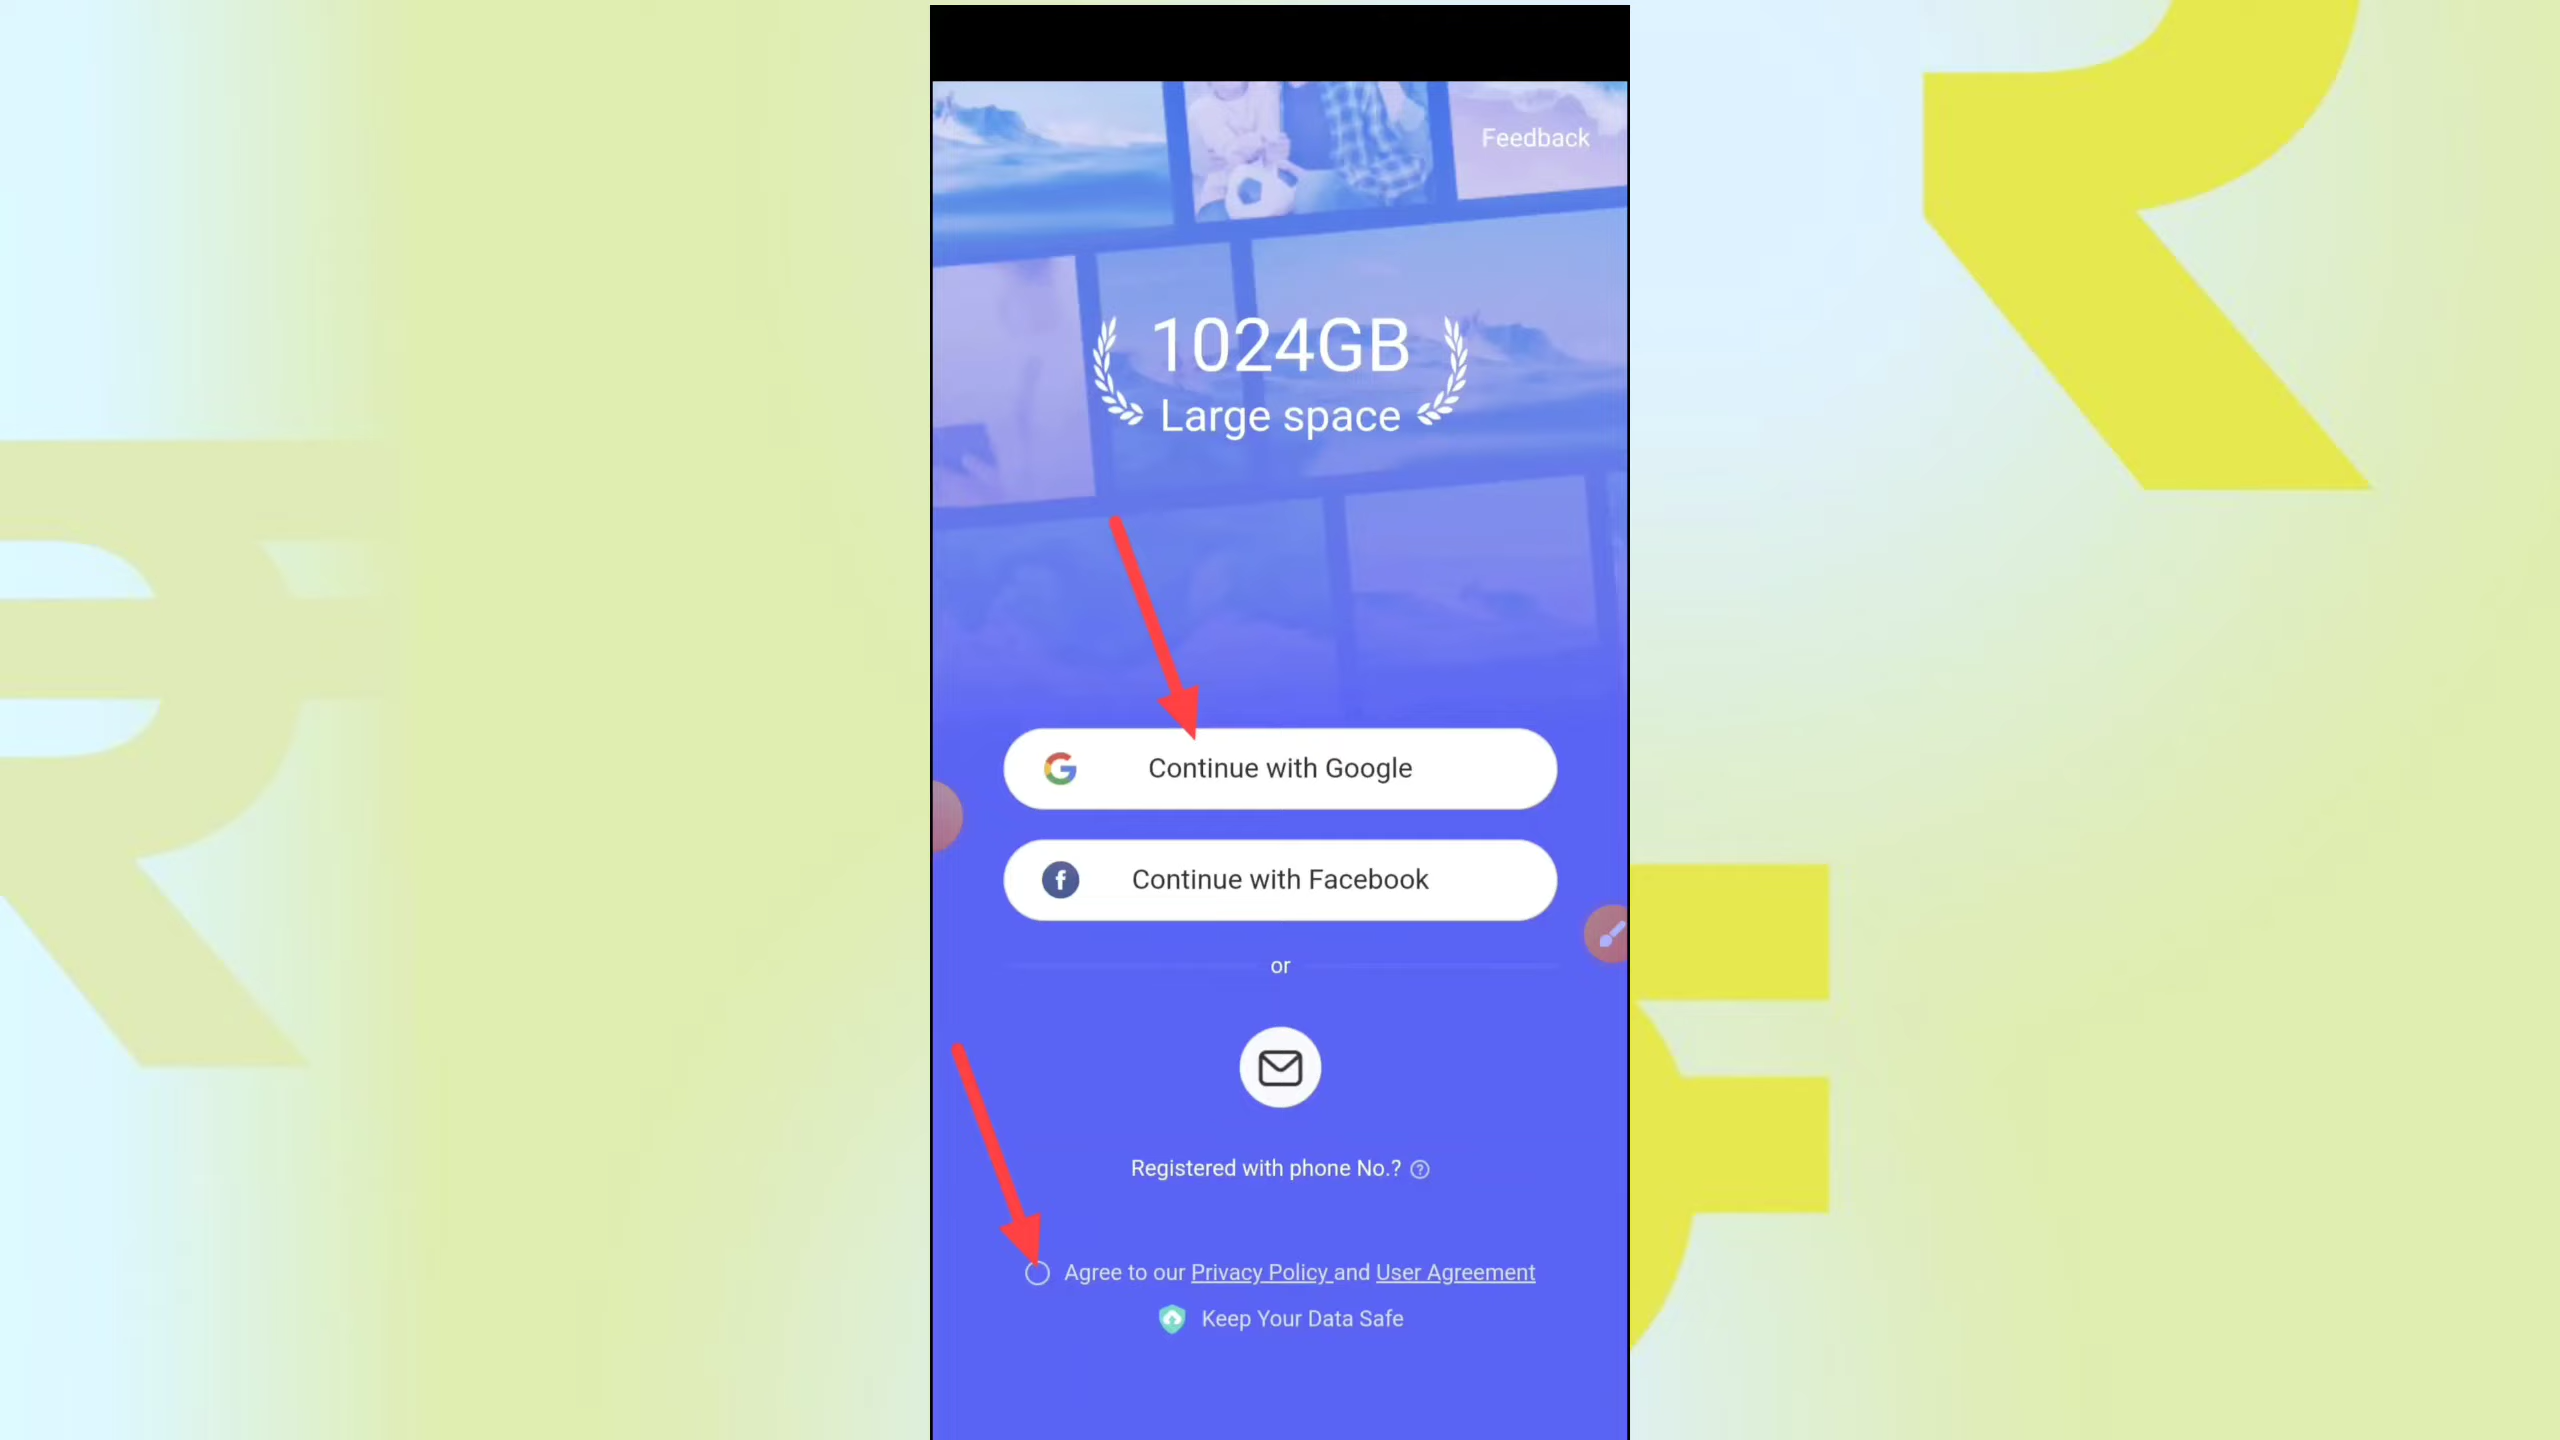 Feedback
1024GB
Large space
Continue with Google
Continue with Facebook
or
Registered with phone No.?
Agree to our Privacy Policy and User Agreement
Keep Your Data Safe